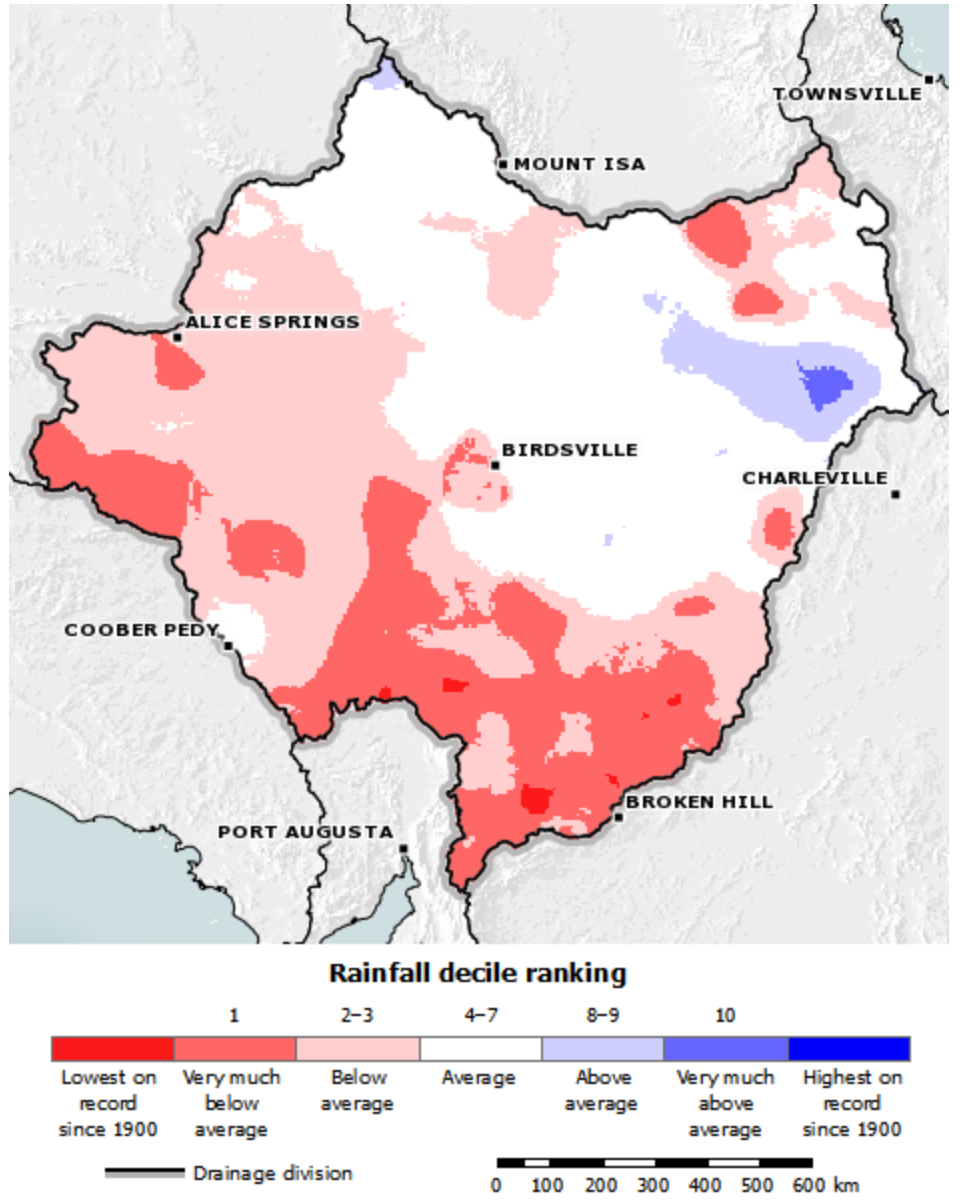 TOWNSVILLE
MOUNT ISA
ALICE SPRINGS
BIRDSVILLE
CHARLEVILLE
COOBER PEDY
BROKEN HILL
PORT AUGUSTA
Rainfall decile ranking
1 2–3 4–7 8–9 10
Lowest on Very much Below Average Above Very much Highest on
record below average average above record
since 1900 average average since 1900
Drainage division
0 100 200 300 400 500 600 km